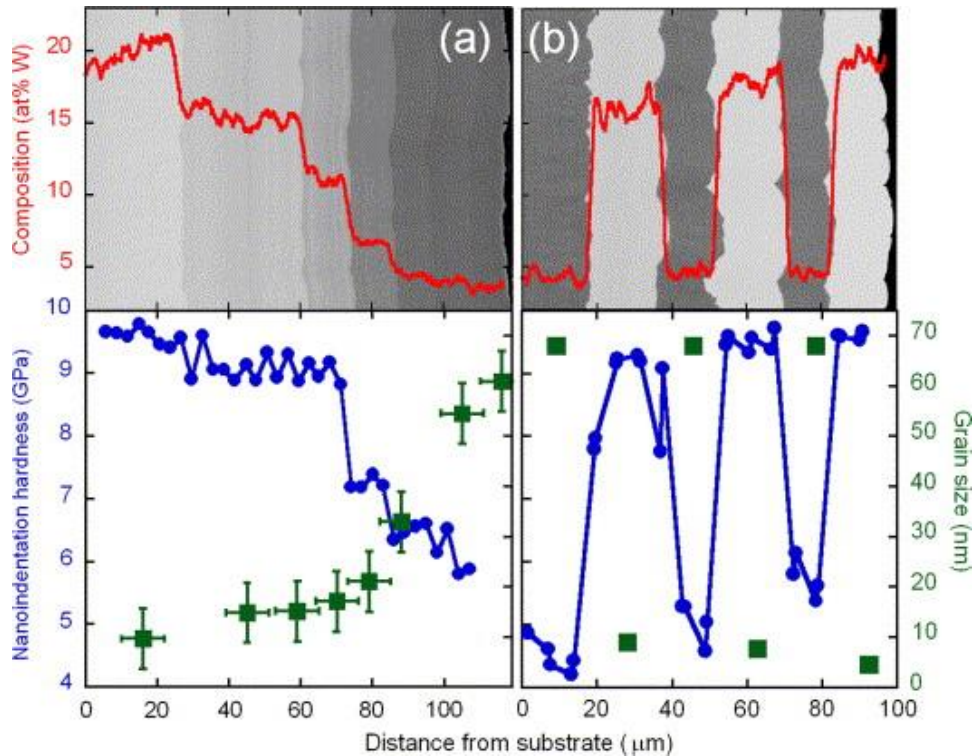 (a)
(b)
Composition (at% W)
20
15
10
5
10
9
8
7
6
5
4
Nanoindentation hardness (GPa)
70
60
50
40
30
20
10
0
Grain size (nm)
0 20 40 60 80 100
0 20 40 60 80 100
Distance from substrate (μm)